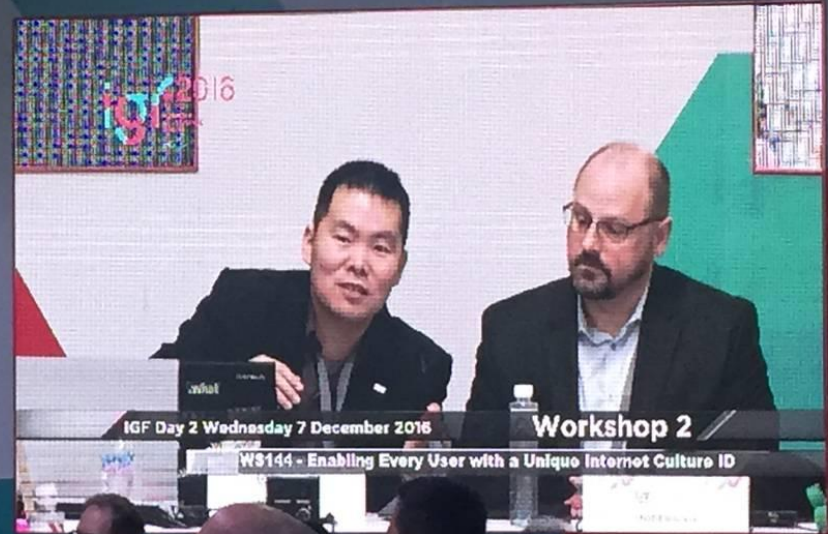 igf 2016
IGF Day 2 Wednesday 7 December 2016
Workshop 2
WS144 - Enabling Every User with a Unique Internet Culture ID